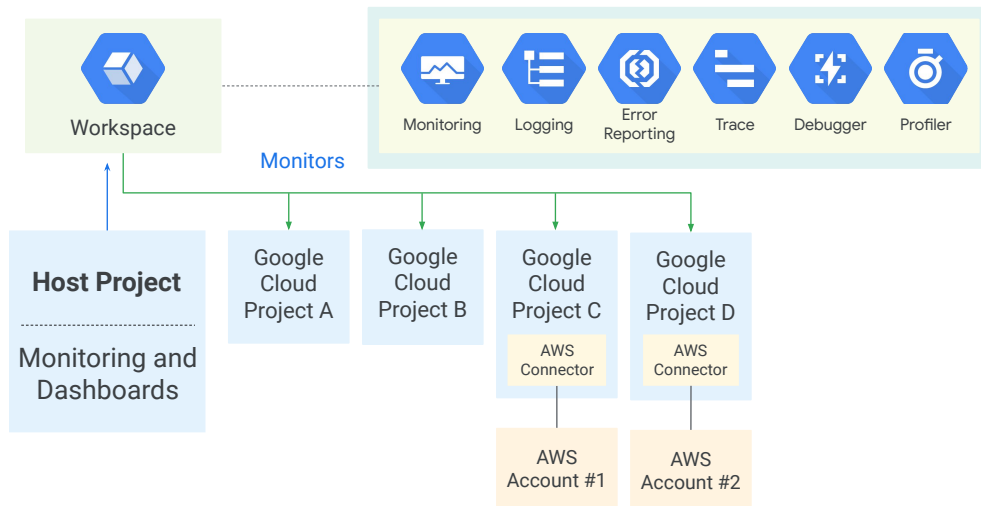 Workspace
Monitoring
Logging
Error
Reporting
Trace
Debugger
Profiler
Monitors
Host Project
Monitoring and
Dashboards
Google
Cloud
Project A
Google
Cloud
Project B
Google
Cloud
Project C
AWS
Connector
Google
Cloud
Project D
AWS
Connector
AWS
Account #1
AWS
Account #2